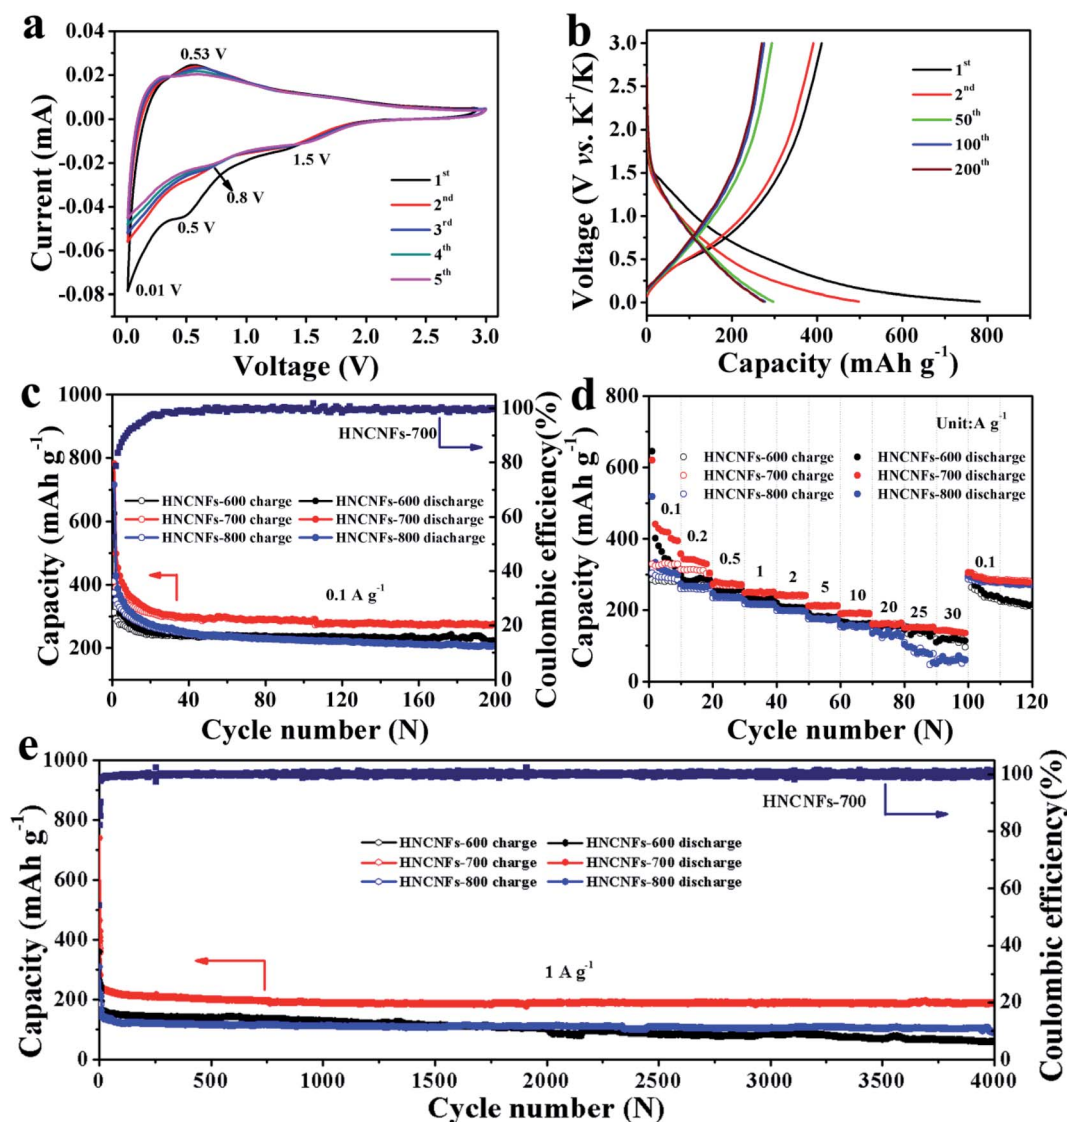 a
0.04
0.02
0.00
-0.02
-0.04
-0.06
-0.08
Current (mA)
0.53 V
1.5 V
0.8 V
0.5 V
0.01 V
1st
2nd
3rd
4th
5th
0.0 0.5 1.0 1.5 2.0 2.5 3.0
Voltage (V)
b
3.0
2.5
2.0
1.5
1.0
0.5
0.0
Voltage (V vs. K+/K)
1st
2nd
50th
100th
200th
0 200 400 600 800
Capacity (mAh g-1)
c
1000
800
600
400
200
Capacity (mAh g-1)
HNCNFs-700
HNCNFs-600 charge HNCNFs-600 discharge
HNCNFs-700 charge HNCNFs-700 discharge
HNCNFs-800 charge HNCNFs-800 diacharge
0.1 A g-1
100
80
60
40
20
0
Coulombic efficiency(%)
0 40 80 120 160 200
Cycle number (N)
d
800
600
400
200
0
Capacity (mAh g-1)
Unit:A g-1
HNCNFs-600 charge HNCNFs-600 discharge
HNCNFs-700 charge HNCNFs-700 discharge
HNCNFs-800 charge HNCNFs-800 discharge
0.1
0.2
0.5
1
2
5
10
20
25
30
0.1
0 20 40 60 80 100 120
Cycle number (N)
e
1000
800
600
400
200
0
Capacity (mAh g-1)
HNCNFs-700
HNCNFs-600 charge HNCNFs-600 discharge
HNCNFs-700 charge HNCNFs-700 discharge
HNCNFs-800 charge HNCNFs-800 discharge
1 A g-1
100
80
60
40
20
0
Coulombic efficiency(%)
0 500 1000 1500 2000 2500 3000 3500 4000
Cycle number (N)